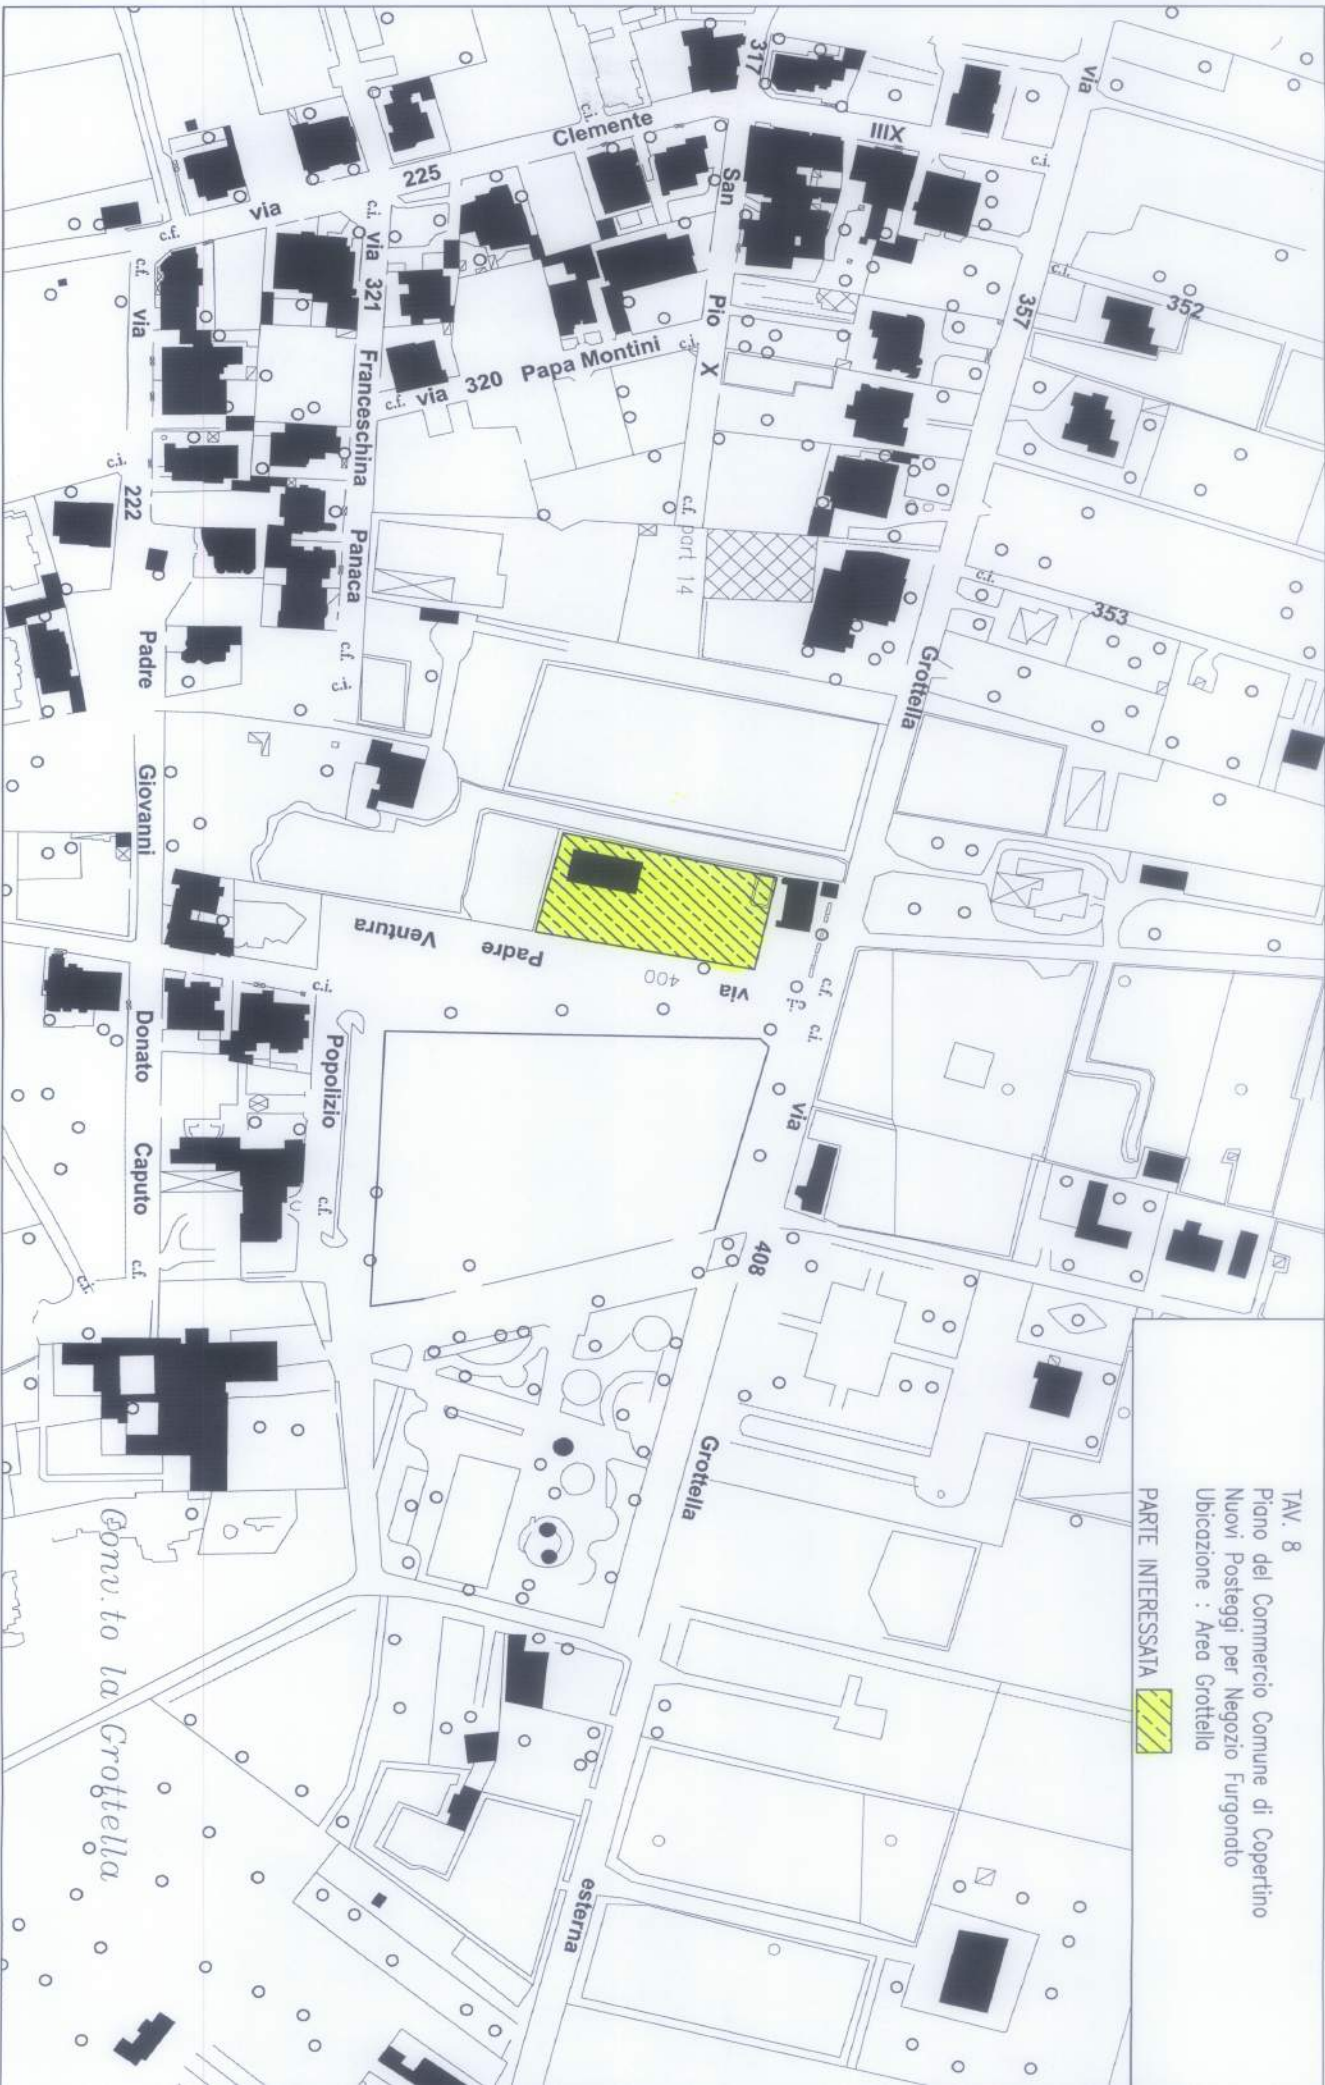 TAV. 8
Piano del Commercio Comune di Copertino
Nuovi Posteggi per Negozio Furgonato
Ubicazione : Area Grottella
PARTE INTERESSATA
via
317
XIII
Clemente
c.i.
c.i.
225
via
c.f.
San
Pio
X
c.i.
352
357
c.i.
via
321
Franceschina
Panaca
c.i.
c.f.
c.f.
via
320
Papa Montini
c.i.
c.f.
part 14
c.i.
353
Grottella
c.f.
via
c.i.
222
Padre
Giovanni
Donato
Caputo
c.f.
c.i.
via
Padre
Ventura
400
c.f.
c.i.
c.i.
via
408
Grottella
esterna
c.i.
Popolizio
c.f.
Conv.to la Grottella